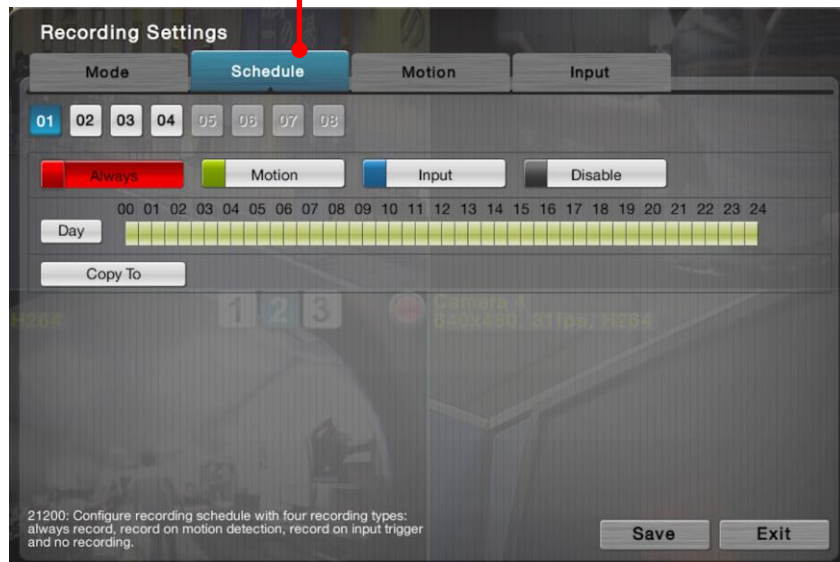 Recording Settings
Mode Schedule Motion Input
01 02 03 04 05 06 07 08
Always Motion Input Disable
00 01 02 03 04 05 06 07 08 09 10 11 12 13 14 15 16 17 18 19 20 21 22 23 24
Day
Copy To
H264 1 2 3 Camera 4
640x480, 31fps, H264
21200: Configure recording schedule with four recording types:
always record, record on motion detection, record on input trigger
and no recording.
Save Exit